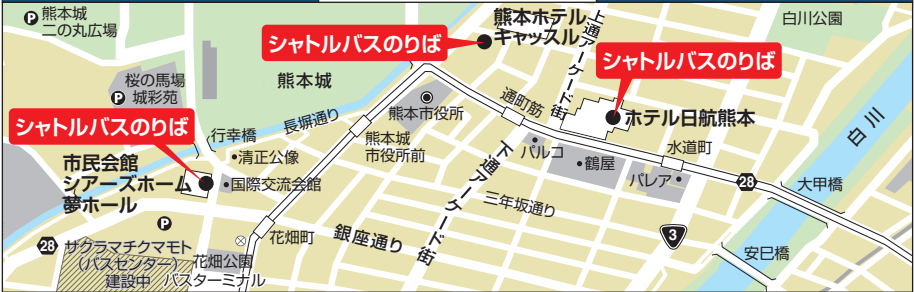 P 熊本城
二の丸広場
桜の馬場
P 城彩苑
熊本城
熊本ホテル
キャッスル
シャトルバスのりば
上通アーケード街
白川公園
シャトルバスのりば
ホテル日航熊本
シャトルバスのりば
行幸橋
長塀通り
熊本市役所
熊本城
市役所前
通町筋
パルコ
鶴屋
パレア
水道町
白川
28
大甲橋
清正公像
国際交流会館
市民会館
シアーズホーム
夢ホール
P
下通アーケード街
三年坂通り
銀座通り
花畑町
3
安巳橋
28
サクラマチクマモト
(バスセンター)
建設中
花畑公園
バスターミナル